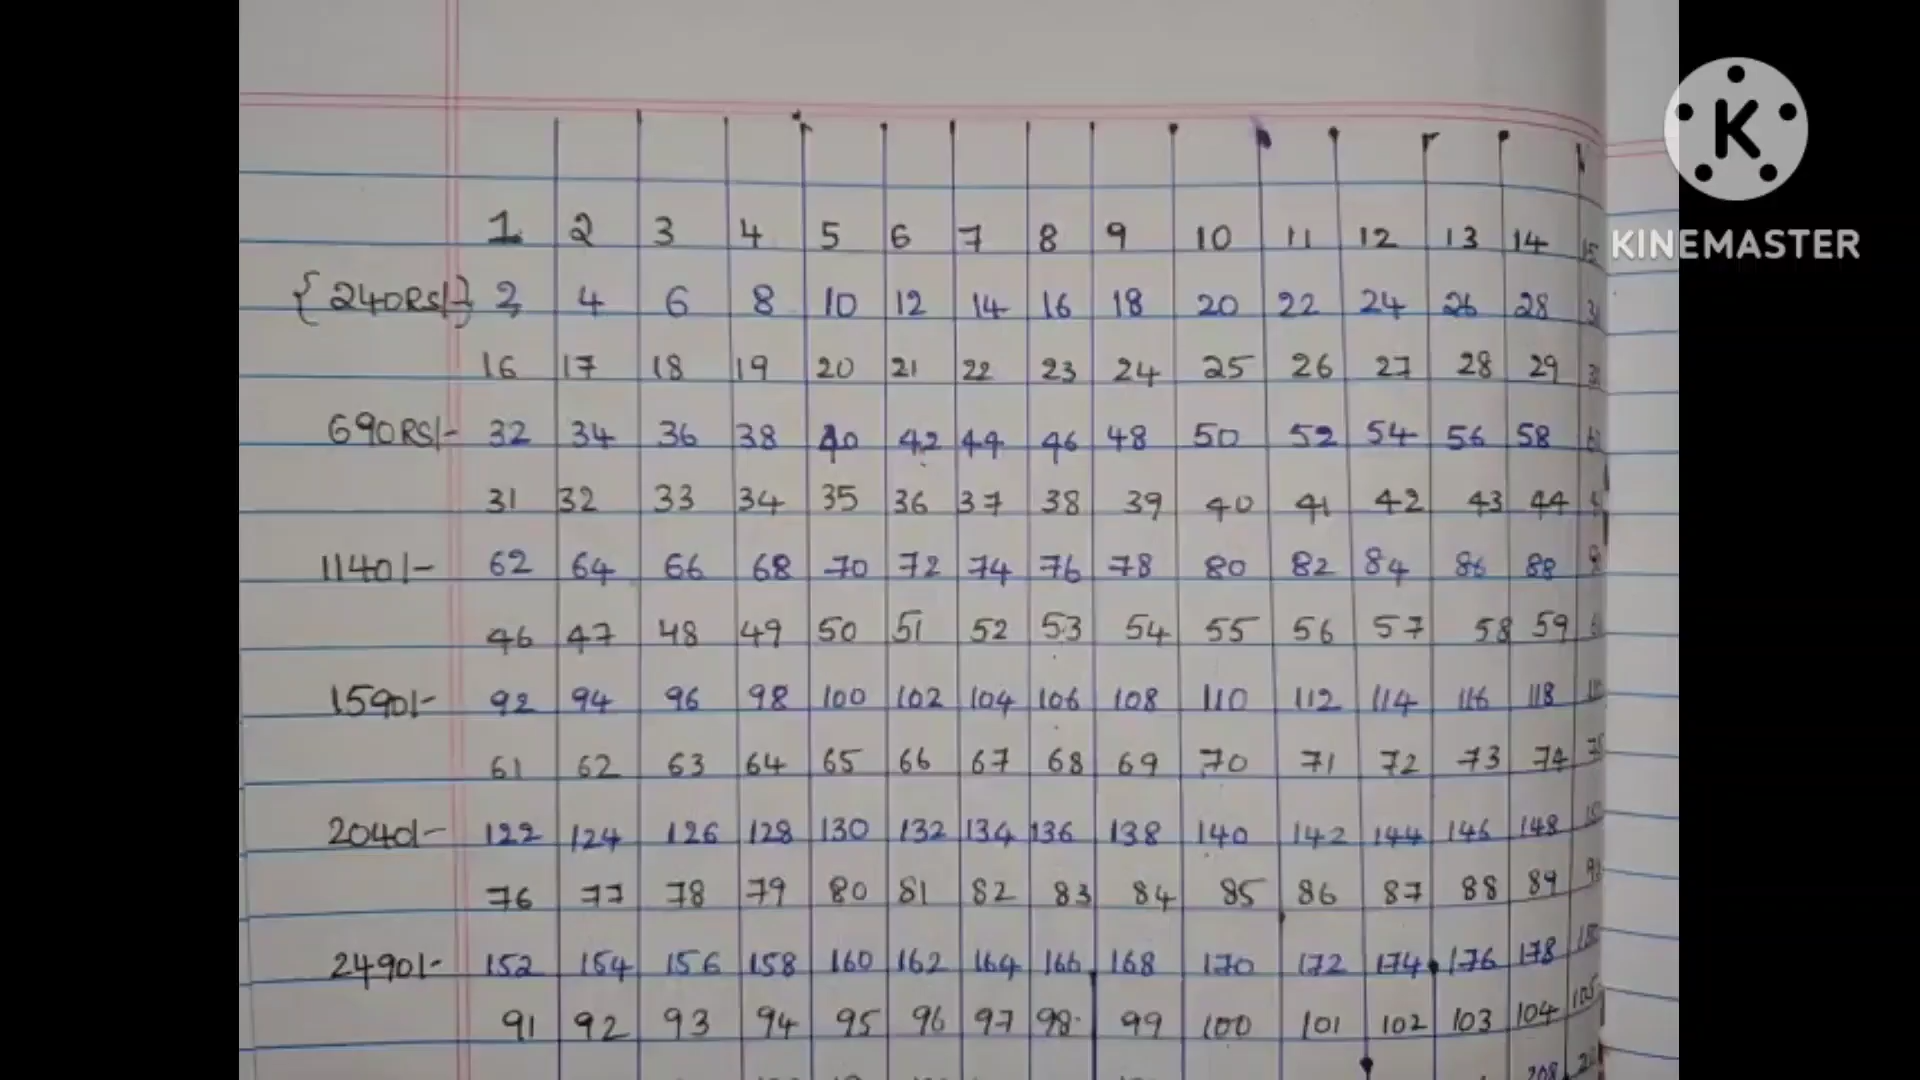 1 2 3 4 5 6 7 8 9 10 11 12 13 14 15
KINEMASTER
{240RS/-} 2 4 6 8 10 12 14 16 18 20 22 24 26 28
16 17 18 19 20 21 22 23 24 25 26 27 28 29
690RS/- 32 34 36 38 40 42 44 46 48 50 52 54 56 58
31 32 33 34 35 36 37 38 39 40 41 42 43 44
1140/- 62 64 66 68 70 72 74 76 78 80 82 84 86 88
46 47 48 49 50 51 52 53 54 55 56 57 58 59
1590/- 92 94 96 98 100 102 104 106 108 110 112 114 116 118
61 62 63 64 65 66 67 68 69 70 71 72 73 74 75
2040/- 122 124 126 128 130 132 134 136 138 140 142 144 146 148
76 77 78 79 80 81 82 83 84 85 86 87 88 89
2490/- 152 154 156 158 160 162 164 166 168 170 172 174 176 178 180
91 92 93 94 95 96 97 98 99 100 101 102 103 104 105
208